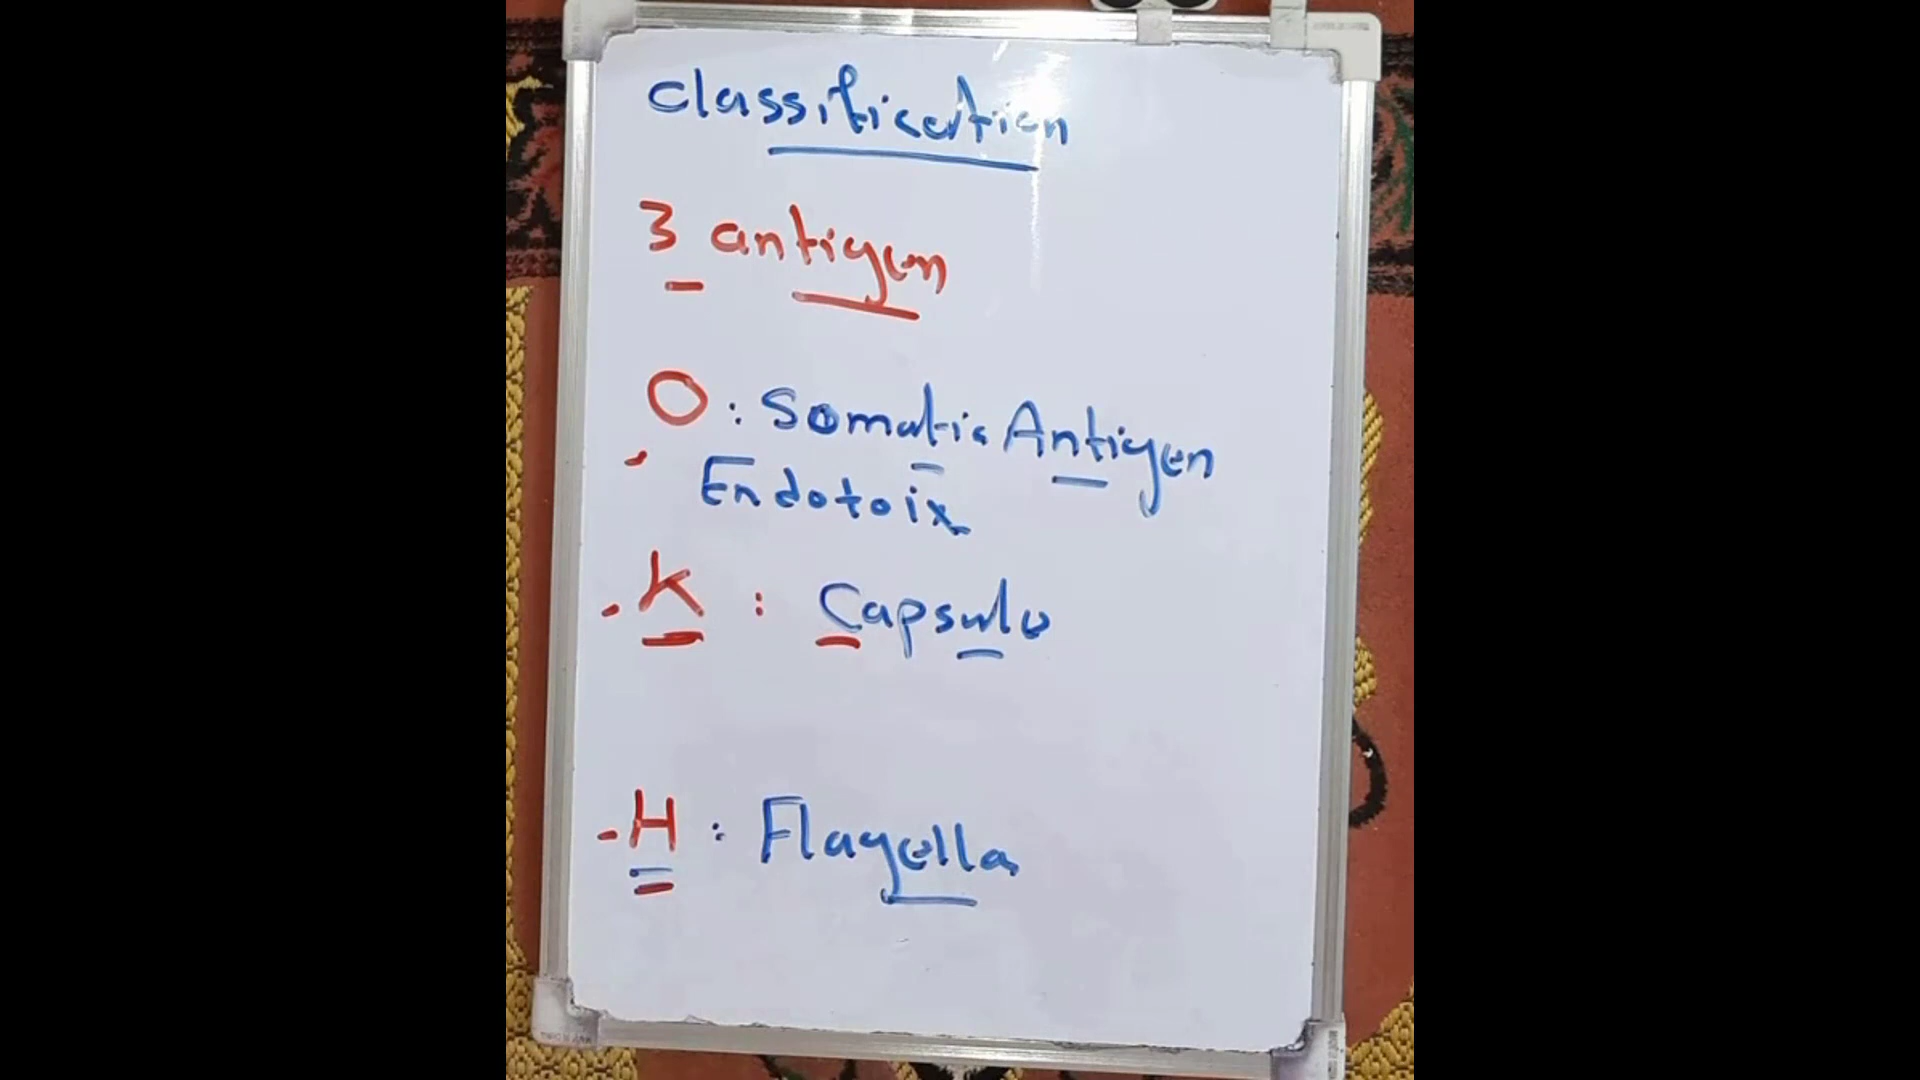 classification
3 antigen
O : Somatic Antigen
Endotoix
- K : Capsule
- H : Flagella